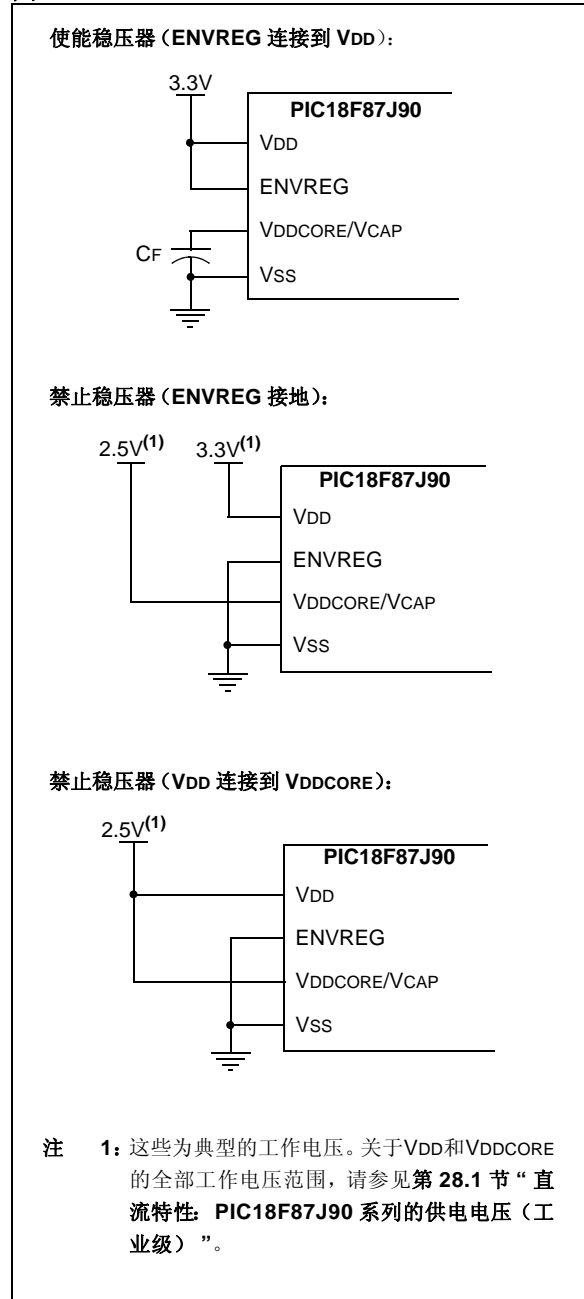 使能稳压器（ENVREG 连接到 VDD）：
3.3V
PIC18F87J90
VDD
ENVREG
VDDCORE/VCAP
CF
VSS
禁止稳压器（ENVREG 接地）：
2.5V(1) 3.3V(1)
PIC18F87J90
VDD
ENVREG
VDDCORE/VCAP
VSS
禁止稳压器（VDD 连接到 VDDCORE）：
2.5V(1)
PIC18F87J90
VDD
ENVREG
VDDCORE/VCAP
VSS
注 1: 这些为典型的工作电压。关于VDD和VDDCORE
的全部工作电压范围，请参见第 28.1 节“直
流特性：PIC18F87J90 系列的供电电压（工
业级）”。